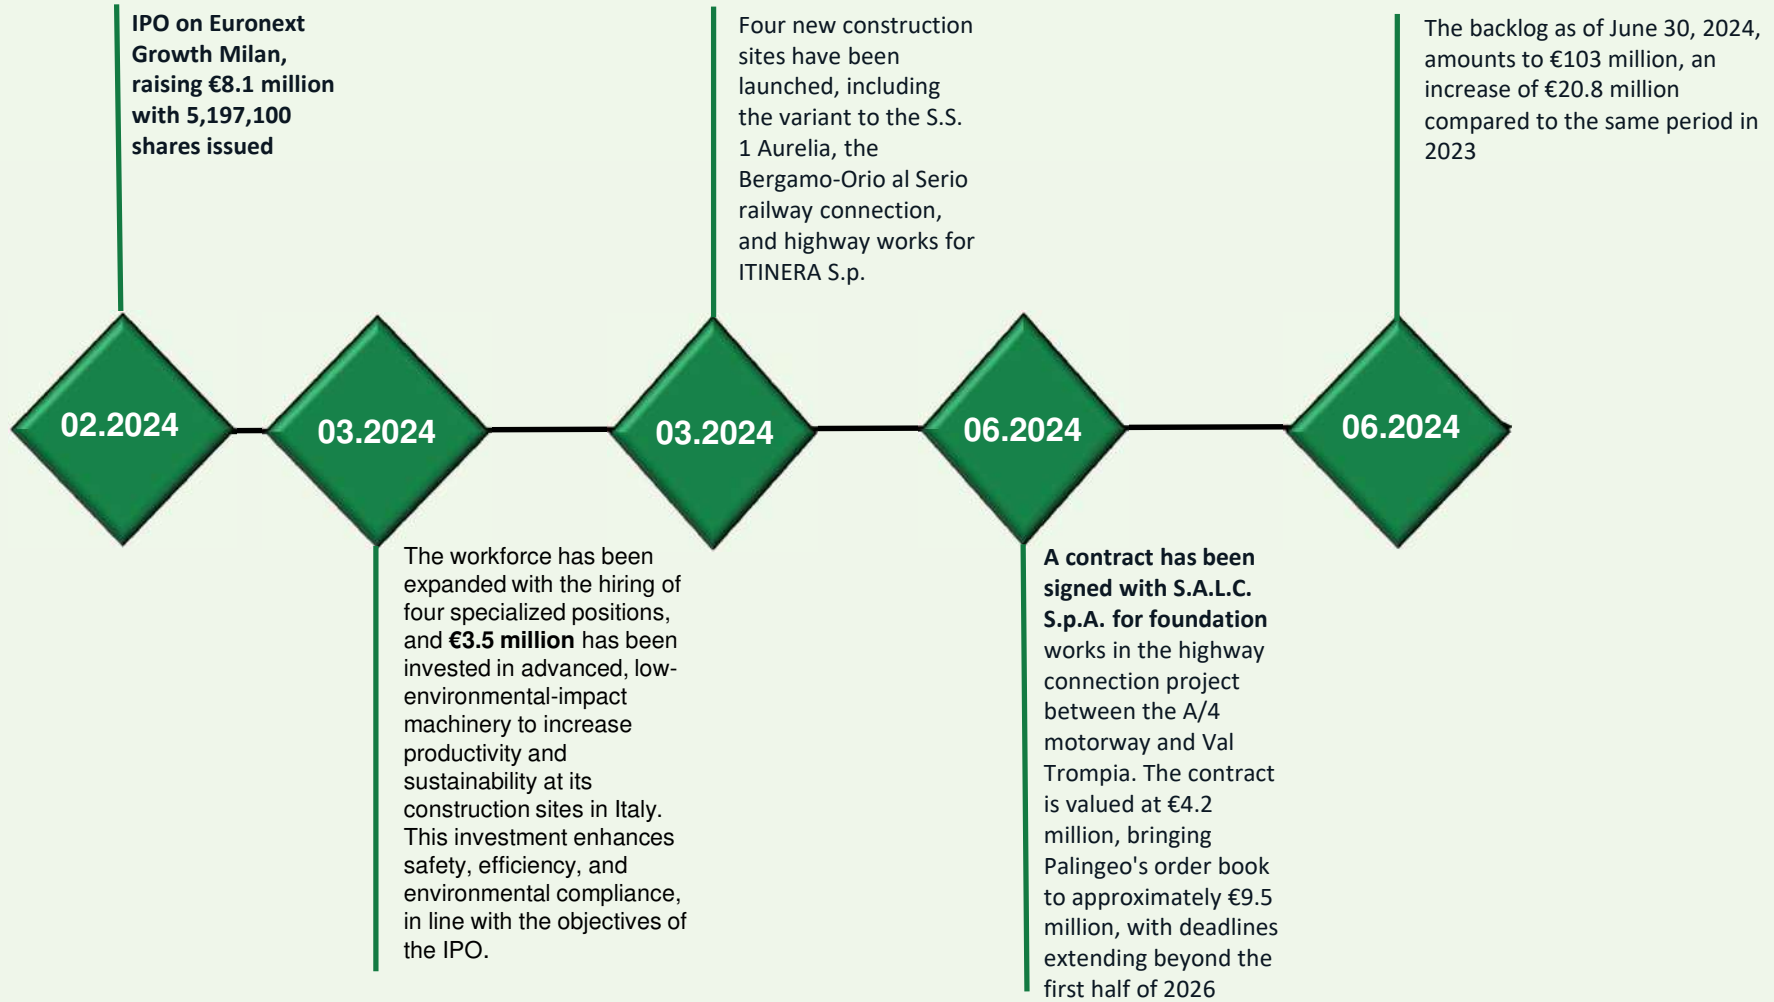 IPO on Euronext
Growth Milan,
raising €8.1 million
with 5,197,100
shares issued
Four new construction
sites have been
launched, including
the variant to the S.S.
1 Aurelia, the
Bergamo-Orio al Serio
railway connection,
and highway works for
ITINERA S.p.
The backlog as of June 30, 2024,
amounts to €103 million, an
increase of €20.8 million
compared to the same period in
2023
02.2024
03.2024
03.2024
06.2024
06.2024
The workforce has been
expanded with the hiring of
four specialized positions,
and €3.5 million has been
invested in advanced, low-
environmental-impact
machinery to increase
productivity and
sustainability at its
construction sites in Italy.
This investment enhances
safety, efficiency, and
environmental compliance,
in line with the objectives of
the IPO.
A contract has been
signed with S.A.L.C.
S.p.A. for foundation
works in the highway
connection project
between the A/4
motorway and Val
Trompia. The contract
is valued at €4.2
million, bringing
Palingeo's order book
to approximately €9.5
million, with deadlines
extending beyond the
first half of 2026